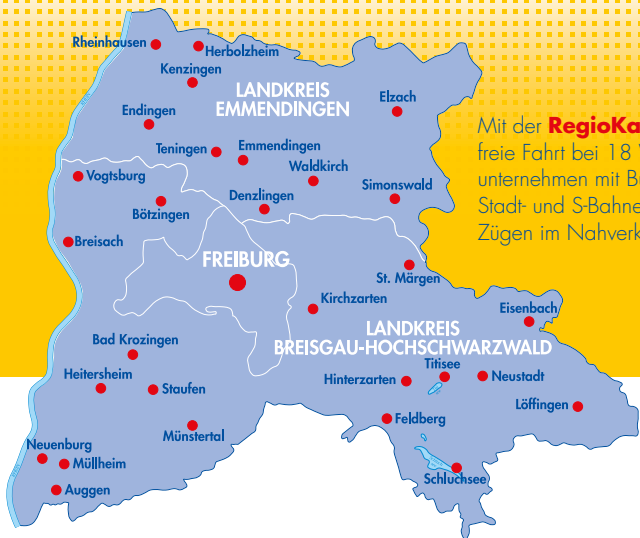 Rheinhausen
Herbolzheim
Kenzingen
LANDKREIS
EMMENDINGEN
Elzach
Endingen
Teningen
Emmendingen
Waldkirch
Vogtsburg
Simonswald
Bötzingen
Denzlingen
Breisach
FREIBURG
St. Märgen
Kirchzarten
Eisenbach
LANDKREIS
BREISGAU-HOCHSCHWARZWALD
Bad Krozingen
Titisee
Heitersheim
Staufen
Hinterzarten
Neustadt
Löffingen
Münstertal
Feldberg
Neuenburg
Müllheim
Schluchsee
Auggen
Mit der RegioKa
freie Fahrt bei 18
unternehmen mit B
Stadt- und S-Bahne
Zügen im Nahverk